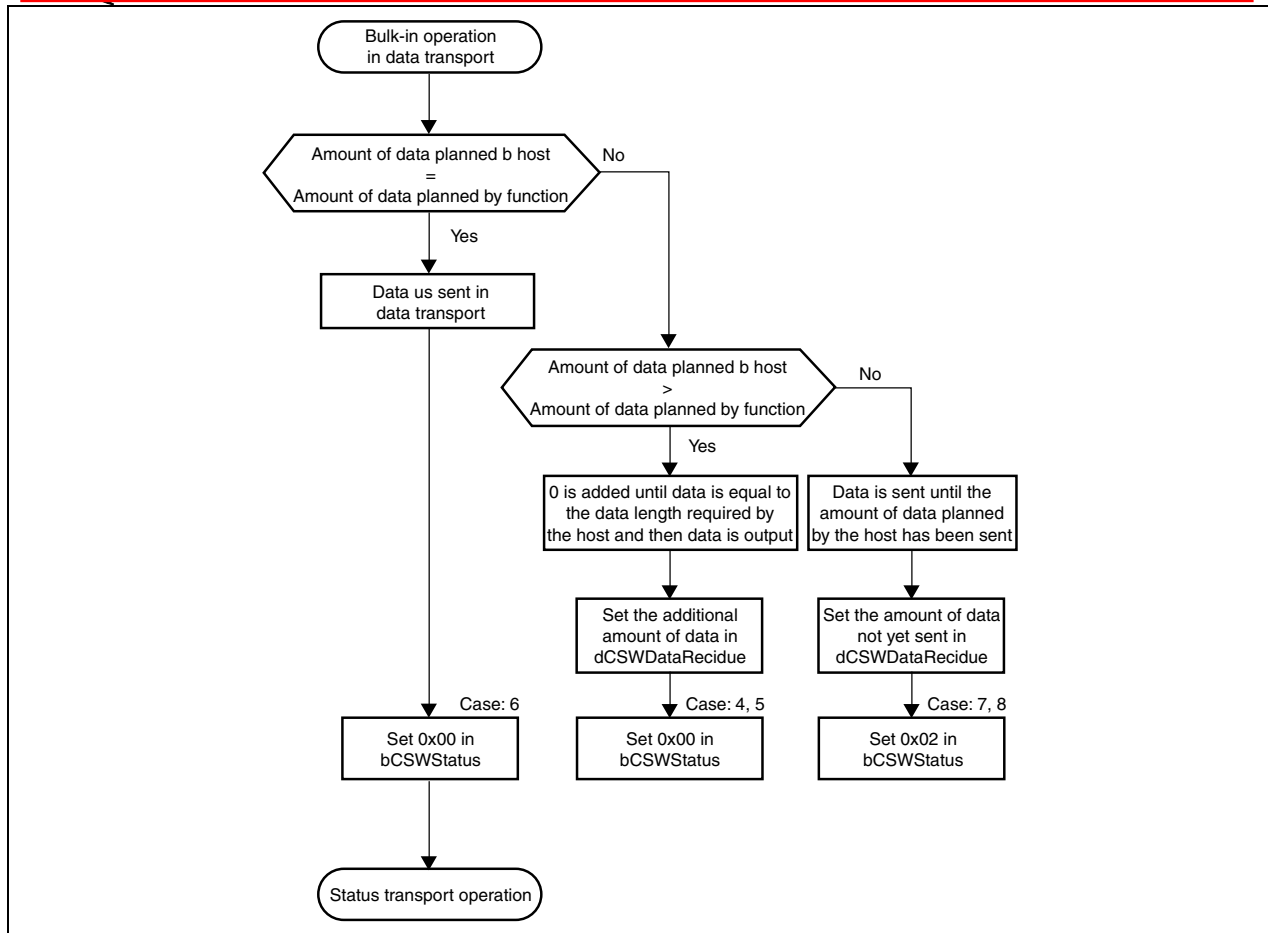 Bulk-in operation
in data transport
Amount of data planned b host
=
Amount of data planned by function
No
Yes
Data us sent in
data transport
Amount of data planned b host
>
Amount of data planned by function
No
Yes
0 is added until data is equal to
the data length required by
the host and then data is output
Data is sent until the
amount of data planned
by the host has been sent
Set the additional
amount of data in
dCSWDataRecidue
Set the amount of data
not yet sent in
dCSWDataRecidue
Case: 6
Case: 4, 5
Case: 7, 8
Set 0x00 in
bCSWStatus
Set 0x00 in
bCSWStatus
Set 0x02 in
bCSWStatus
Status transport operation